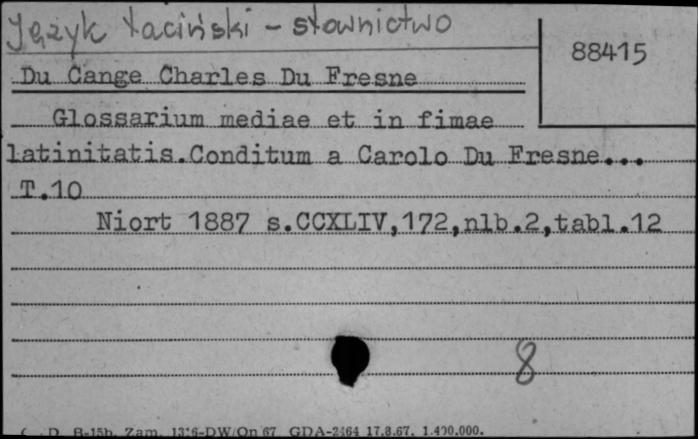 Język łaciński - słownictwo
88415
Du Cange Charles Du Fresne
Glossarium mediae et in fimae
latinitatis.Conditum a Carolo Du Fresne...
T.10
Niort 1887 s.CCXLIV,172,nlb.2,tabl.12
8
D. B-15b. Zam. 1316-DW/On 67 GDA-2464 17.8.67. 1.400.000.